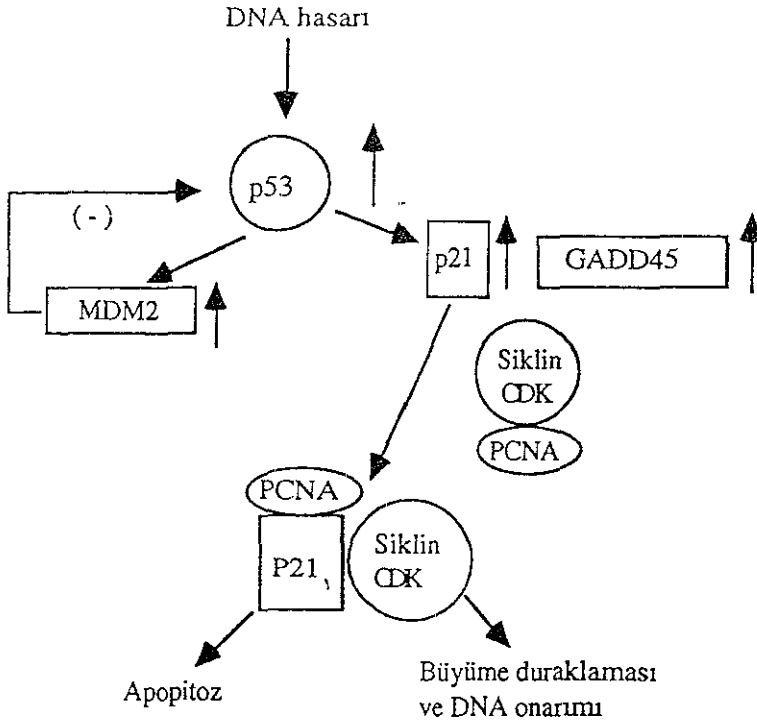 DNA hasarı
p53
(-)
p21
GADD45
MDM2
Siklin
CDK
PCNA
PCNA
P21
Siklin
CDK
Apopitoz
Büyüme duraklaması
ve DNA onarımı